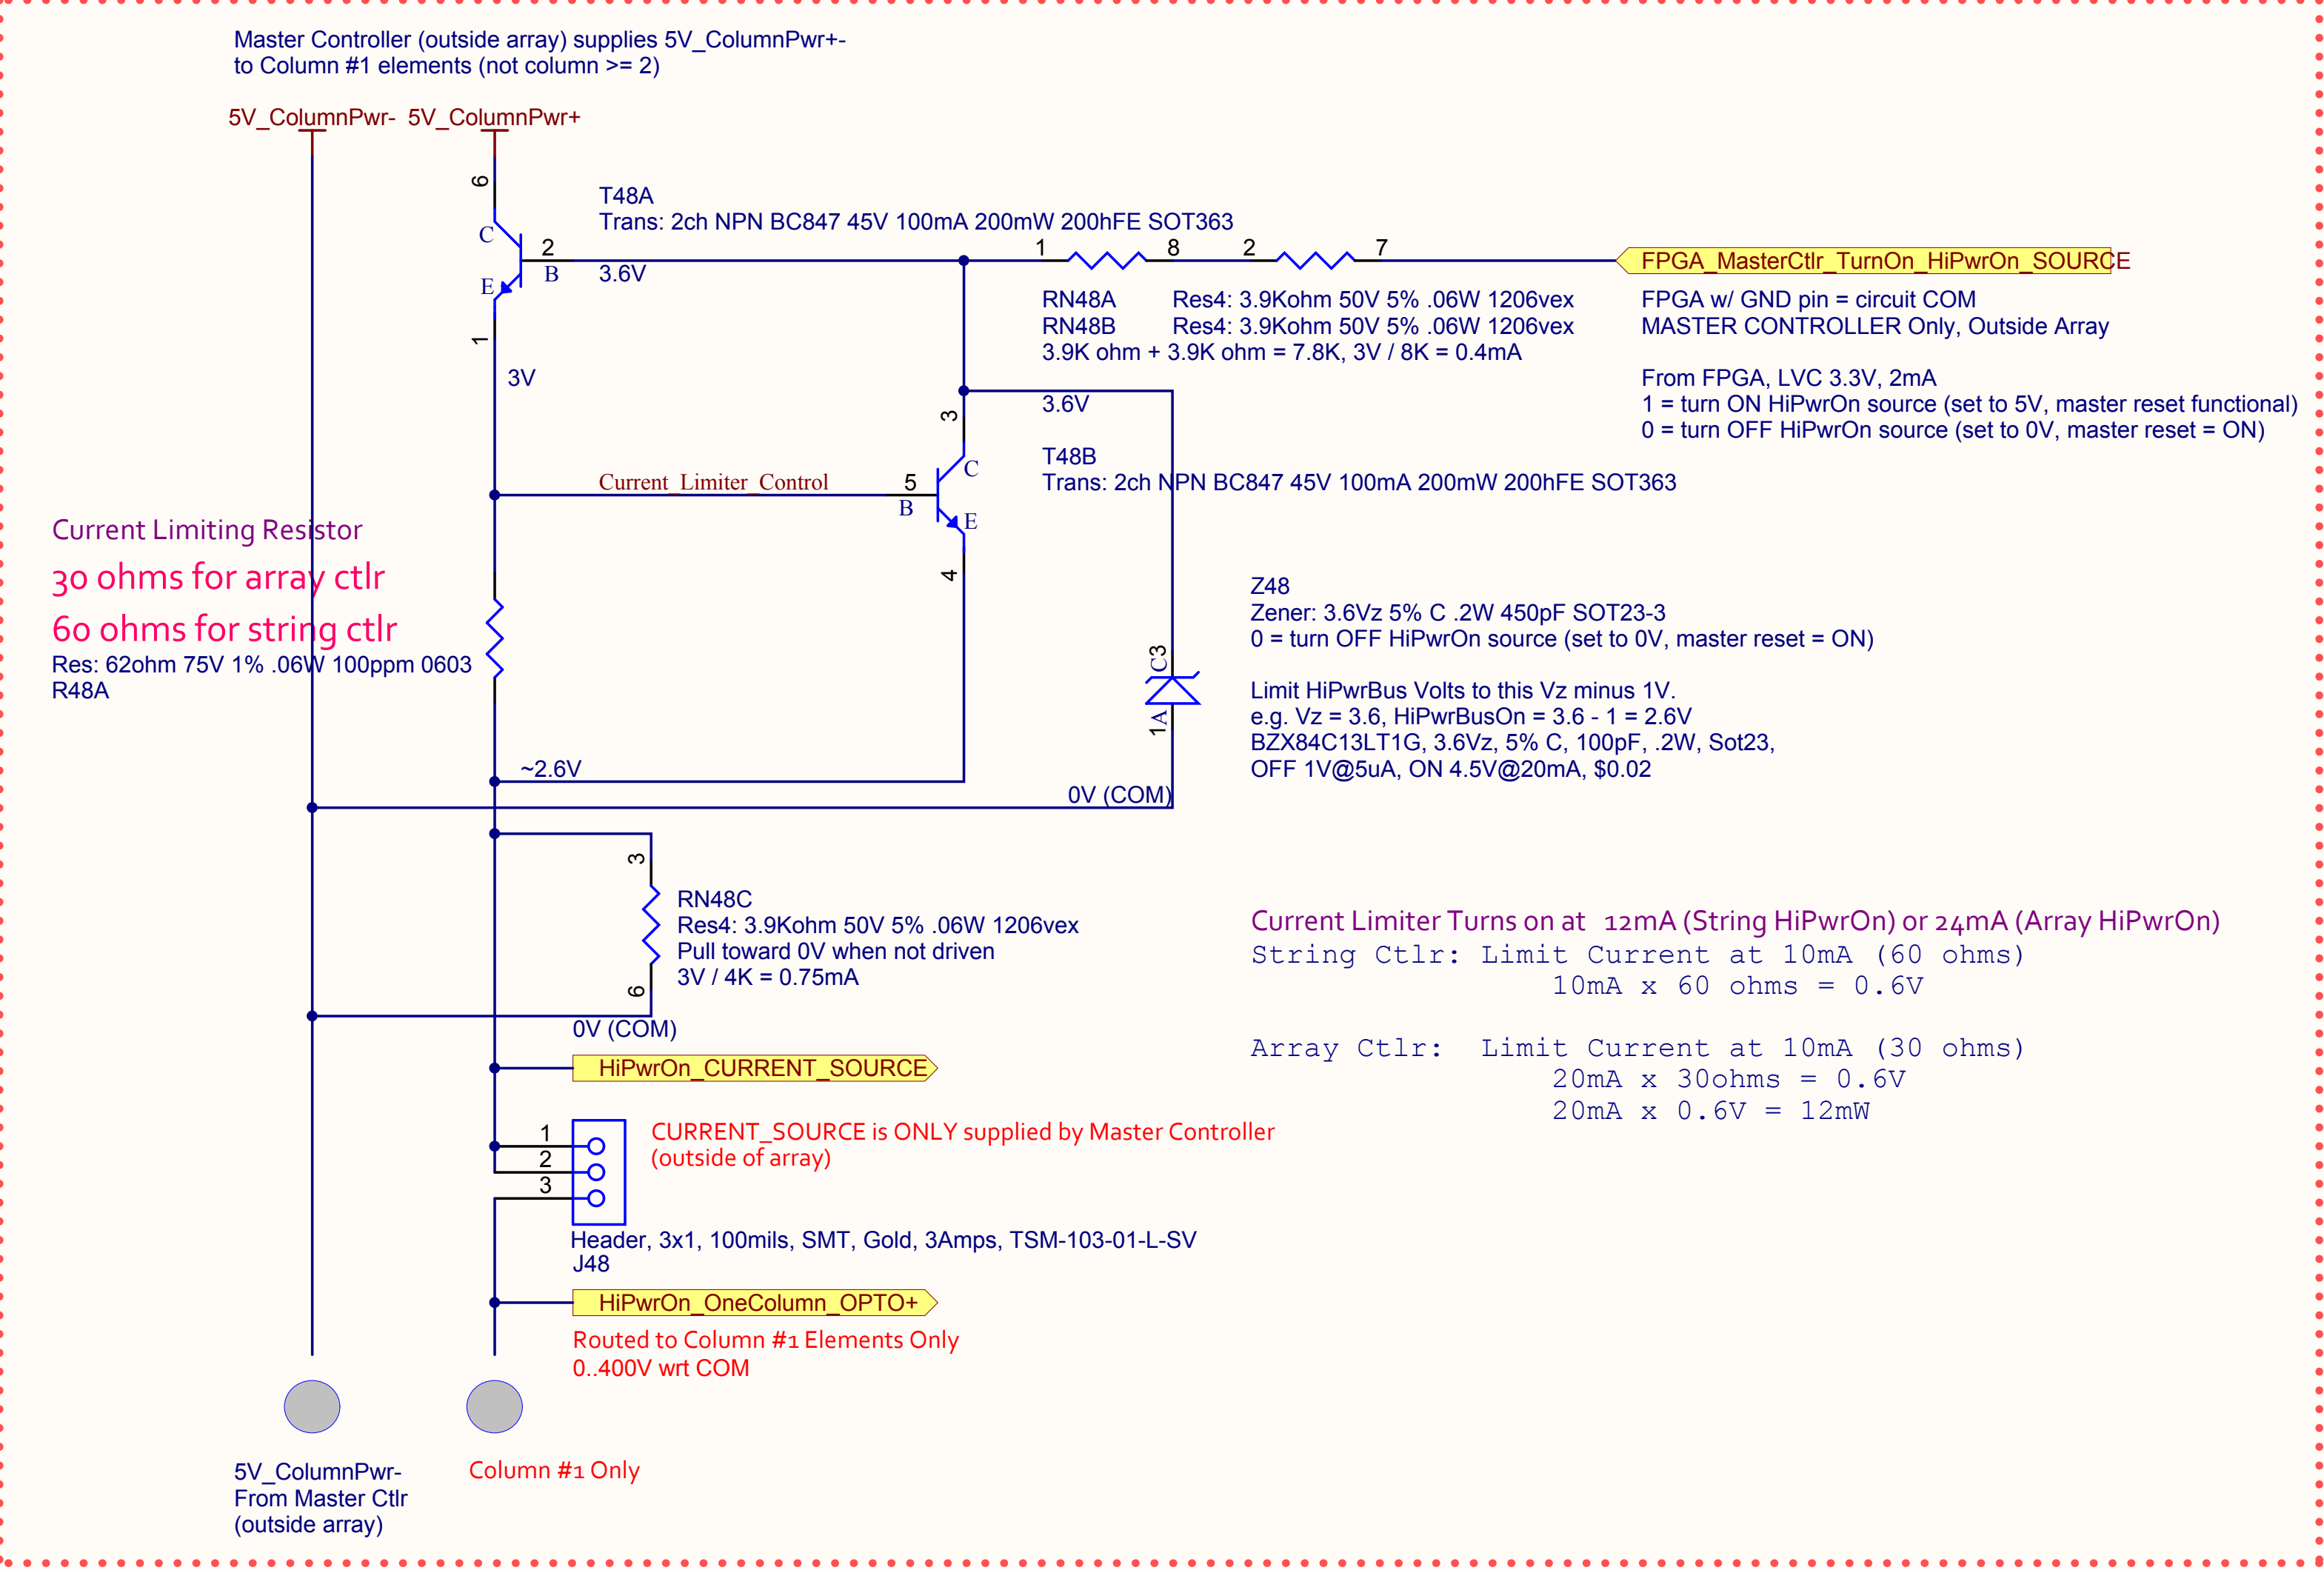 Master Controller (outside array) supplies 5V_ColumnPwr+-
to Column #1 elements (not column >= 2)
5V_ColumnPwr- 5V_ColumnPwr+
6
T48A
Trans: 2ch NPN BC847 45V 100mA 200mW 200hFE SOT363
C
2
B
E
1
3.6V
3V
1 8 2 7
FPGA_MasterCtlr_TurnOn_HiPwrOn_SOURCE
RN48A Res4: 3.9Kohm 50V 5% .06W 1206vex
RN48B Res4: 3.9Kohm 50V 5% .06W 1206vex
3.9K ohm + 3.9K ohm = 7.8K, 3V / 8K = 0.4mA
FPGA w/ GND pin = circuit COM
MASTER CONTROLLER Only, Outside Array
From FPGA, LVC 3.3V, 2mA
1 = turn ON HiPwrOn source (set to 5V, master reset functional)
0 = turn OFF HiPwrOn source (set to 0V, master reset = ON)
3.6V
3
T48B
Trans: 2ch NPN BC847 45V 100mA 200mW 200hFE SOT363
Current_Limiter_Control
5
B
C
E
4
Current Limiting Resistor
30 ohms for array ctlr
60 ohms for string ctlr
Res: 62ohm 75V 1% .06W 100ppm 0603
R48A
Z48
Zener: 3.6Vz 5% C .2W 450pF SOT23-3
0 = turn OFF HiPwrOn source (set to 0V, master reset = ON)
C3
1A
Limit HiPwrBus Volts to this Vz minus 1V.
e.g. Vz = 3.6, HiPwrBusOn = 3.6 - 1 = 2.6V
BZX84C13LT1G, 3.6Vz, 5% C, 100pF, .2W, Sot23,
OFF 1V@5uA, ON 4.5V@20mA, $0.02
~2.6V
0V (COM)
3
RN48C
Res4: 3.9Kohm 50V 5% .06W 1206vex
Pull toward 0V when not driven
3V / 4K = 0.75mA
6
0V (COM)
Current Limiter Turns on at 12mA (String HiPwrOn) or 24mA (Array HiPwrOn)
String Ctlr: Limit Current at 10mA (60 ohms)
10mA x 60 ohms = 0.6V
Array Ctlr: Limit Current at 10mA (30 ohms)
20mA x 30ohms = 0.6V
20mA x 0.6V = 12mW
HiPwrOn_CURRENT_SOURCE
1
2
3
CURRENT_SOURCE is ONLY supplied by Master Controller
(outside of array)
Header, 3x1, 100mils, SMT, Gold, 3Amps, TSM-103-01-L-SV
J48
HiPwrOn_OneColumn_OPTO+
Routed to Column #1 Elements Only
0..400V wrt COM
5V_ColumnPwr-
From Master Ctlr
(outside array)
Column #1 Only